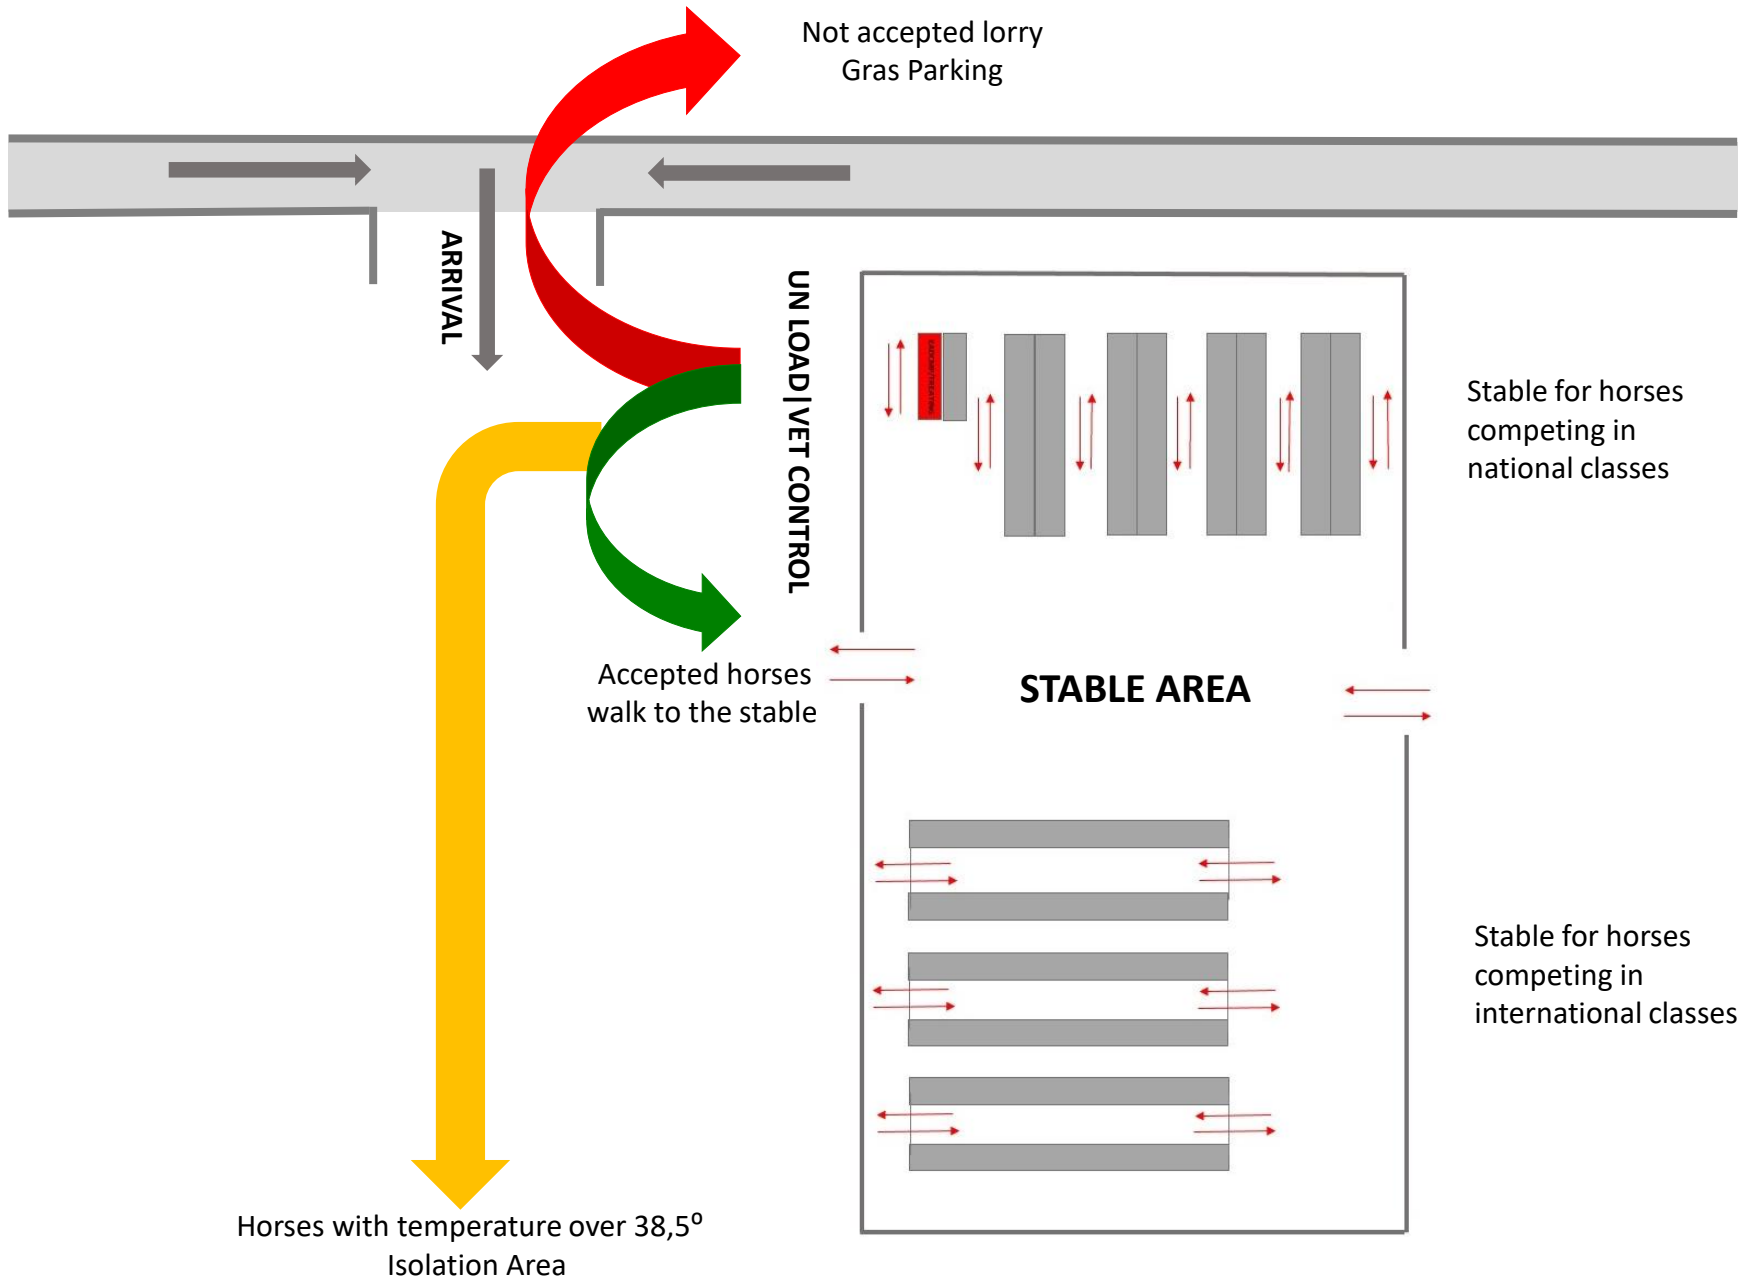 Not accepted lorry
Gras Parking
ARRIVAL
UN LOAD|VET CONTROL
Stable for horses
competing in
national classes
Accepted horses
walk to the stable
STABLE AREA
Stable for horses
competing in
international classes
Horses with temperature over 38,5⁰
Isolation Area